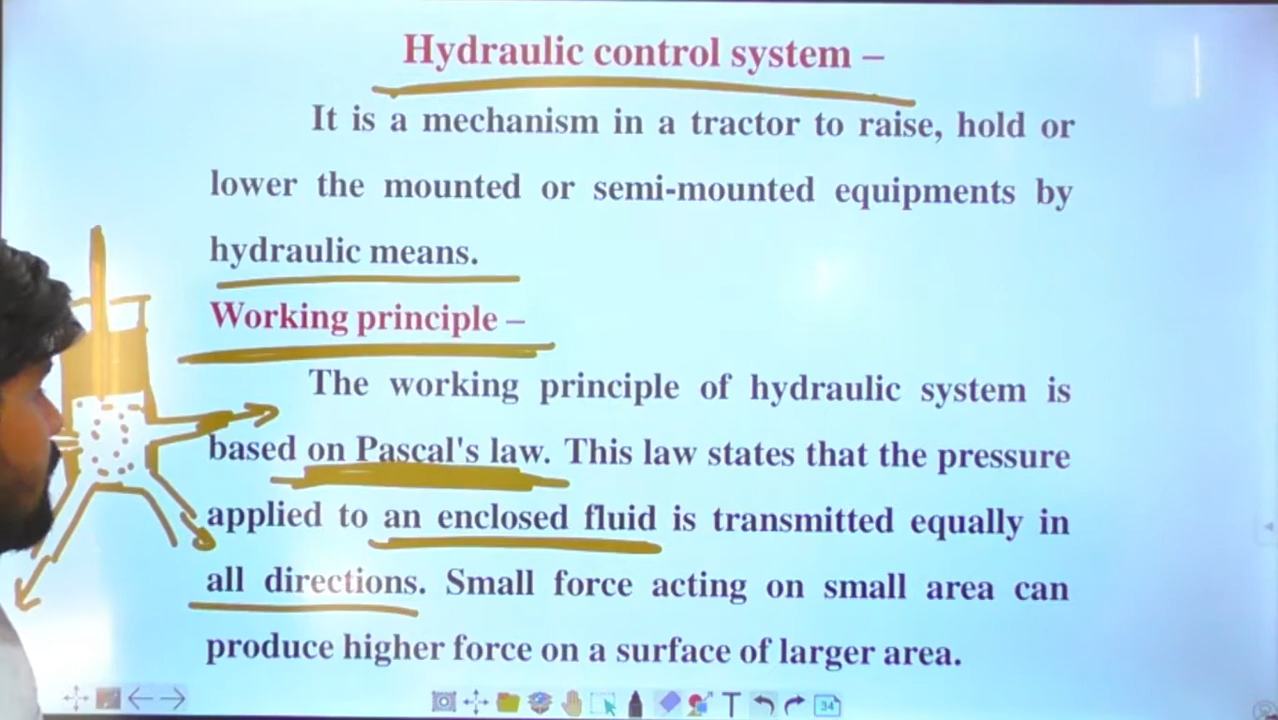 Hydraulic control system –
It is a mechanism in a tractor to raise, hold or
lower the mounted or semi-mounted equipments by
hydraulic means.
Working principle –
The working principle of hydraulic system is
based on Pascal's law. This law states that the pressure
applied to an enclosed fluid is transmitted equally in
all directions. Small force acting on small area can
produce higher force on a surface of larger area.
T
34